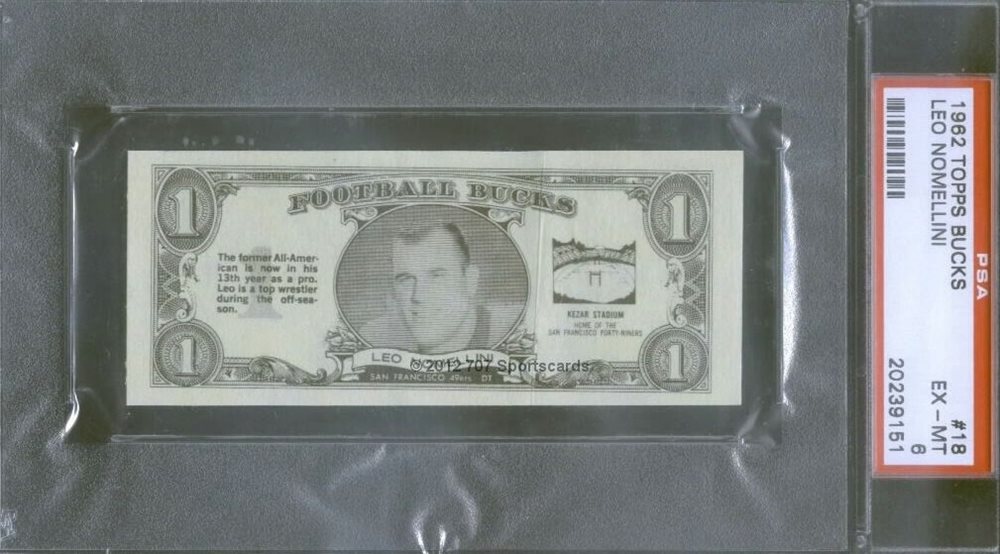 FOOTBALL BUCKS
1
1
The former All-Amer-
ican is now in his
13th year as a pro.
Leo is a top wrestler
during the off-sea-
son.
1
KEZAR STADIUM
HOME OF THE
SAN FRANCISCO FORTY-NINERS
1
1
LEO NOMELLINI
SAN FRANCISCO 49ers DT
© 2012 707 Sportscards
PSA
1962 TOPPS BUCKS #18
LEO NOMELLINI EX-MT
6
20239151